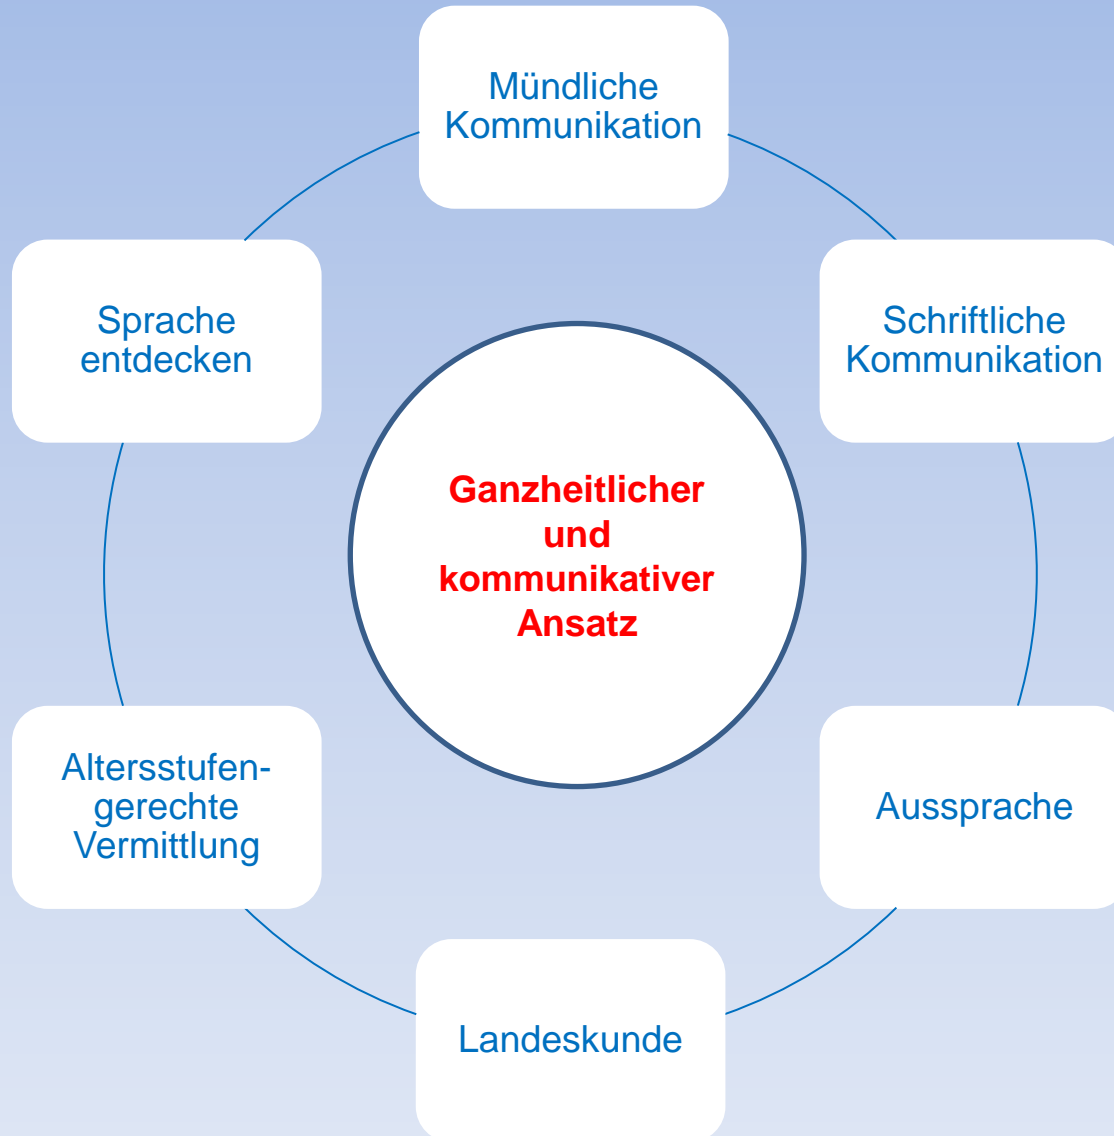 Mündliche
Kommunikation
Schriftliche
Kommunikation
Aussprache
Landeskunde
Altersstufen-
gerechte
Vermittlung
Sprache
entdecken
Ganzheitlicher
und
kommunikativer
Ansatz